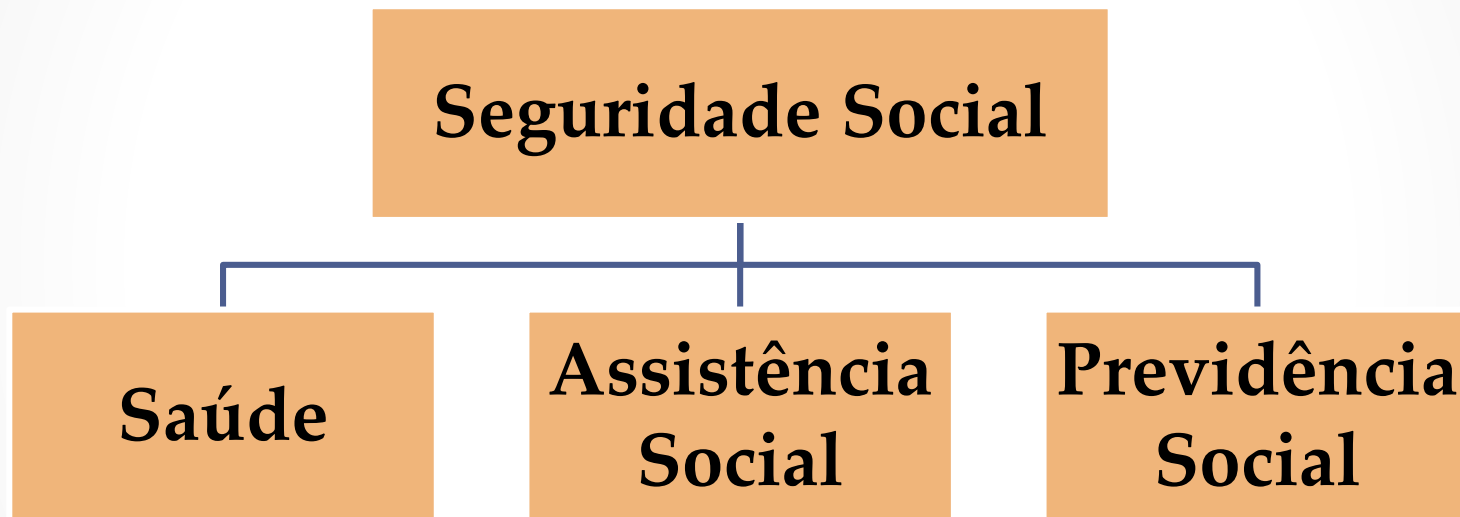 Seguridade Social
Saúde
Assistência
Social
Previdência
Social